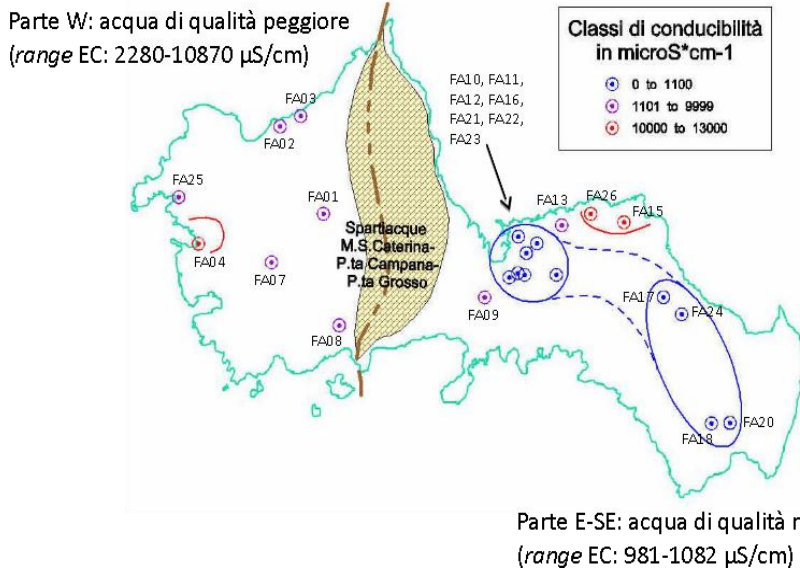 Parte W: acqua di qualità peggiore
(range EC: 2280-10870 µS/cm)
Classi di conducibilità
in microS*cm-1
0 to 1100
1101 to 9999
10000 to 13000
FA10, FA11,
FA12, FA16,
FA21, FA22,
FA23
FA03
FA02
FA25
FA01
FA04
FA07
FA08
Spartiacque
M.S.Caterina-
P.ta Campana-
P.ta Grosso
FA13
FA26
FA15
FA09
FA17
FA24
FA18
FA20
Parte E-SE: acqua di qualità
(range EC: 981-1082 µS/cm)